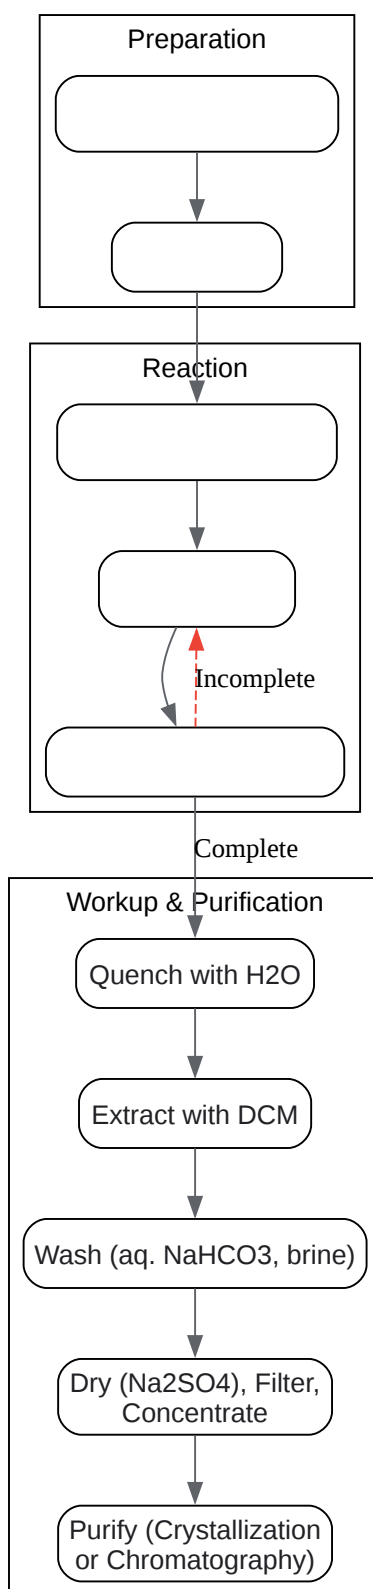 Preparation
Reaction
Incomplete
Complete
Workup & Purification
Quench with H2O
Extract with DCM
Wash (aq. NaHCO3, brine)
Dry (Na2SO4), Filter,
Concentrate
Purify (Crystallization
or Chromatography)